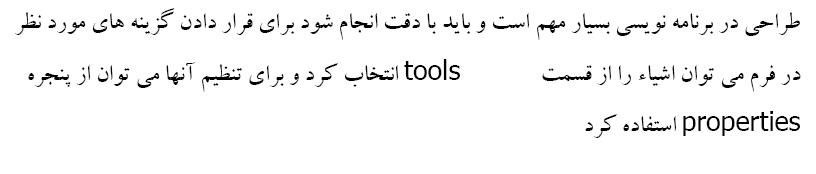 طراحی در برنامه نویسی بسیار مهم است و باید با دقت انجام شود برای قرار دادن گزینه های مورد نظر
در فرم می توان اشیاء را از قسمت tools انتخاب کرد و برای تنظیم آنها می توان از پنجره
properties استفاده کرد